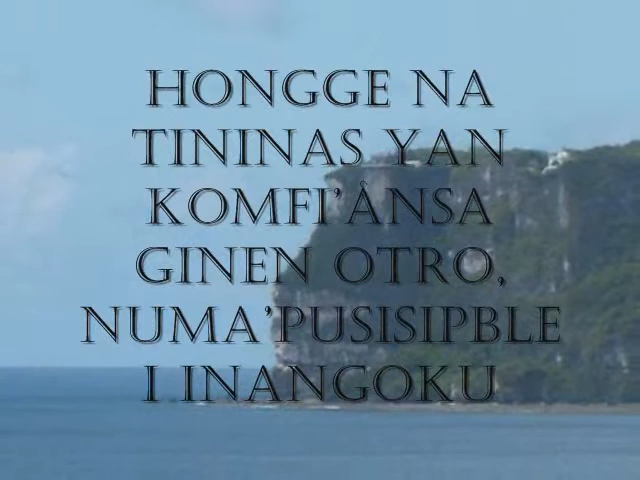 HONGGE NA
TININAS YAN
KOMFI'ÅNSA
GINEN OTRO,
NUMA'PUSISIPBLE
I INANGOKU